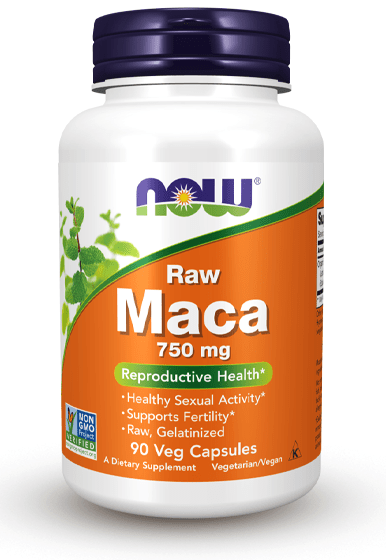 NOW®
Raw
Maca
750 mg
Reproductive Health*
• Healthy Sexual Activity*
• Supports Fertility*
• Raw, Gelatinized
90 Veg Capsules
A Dietary Supplement Vegetarian/Vegan
NON
GMO
Project
VERIFIED
K